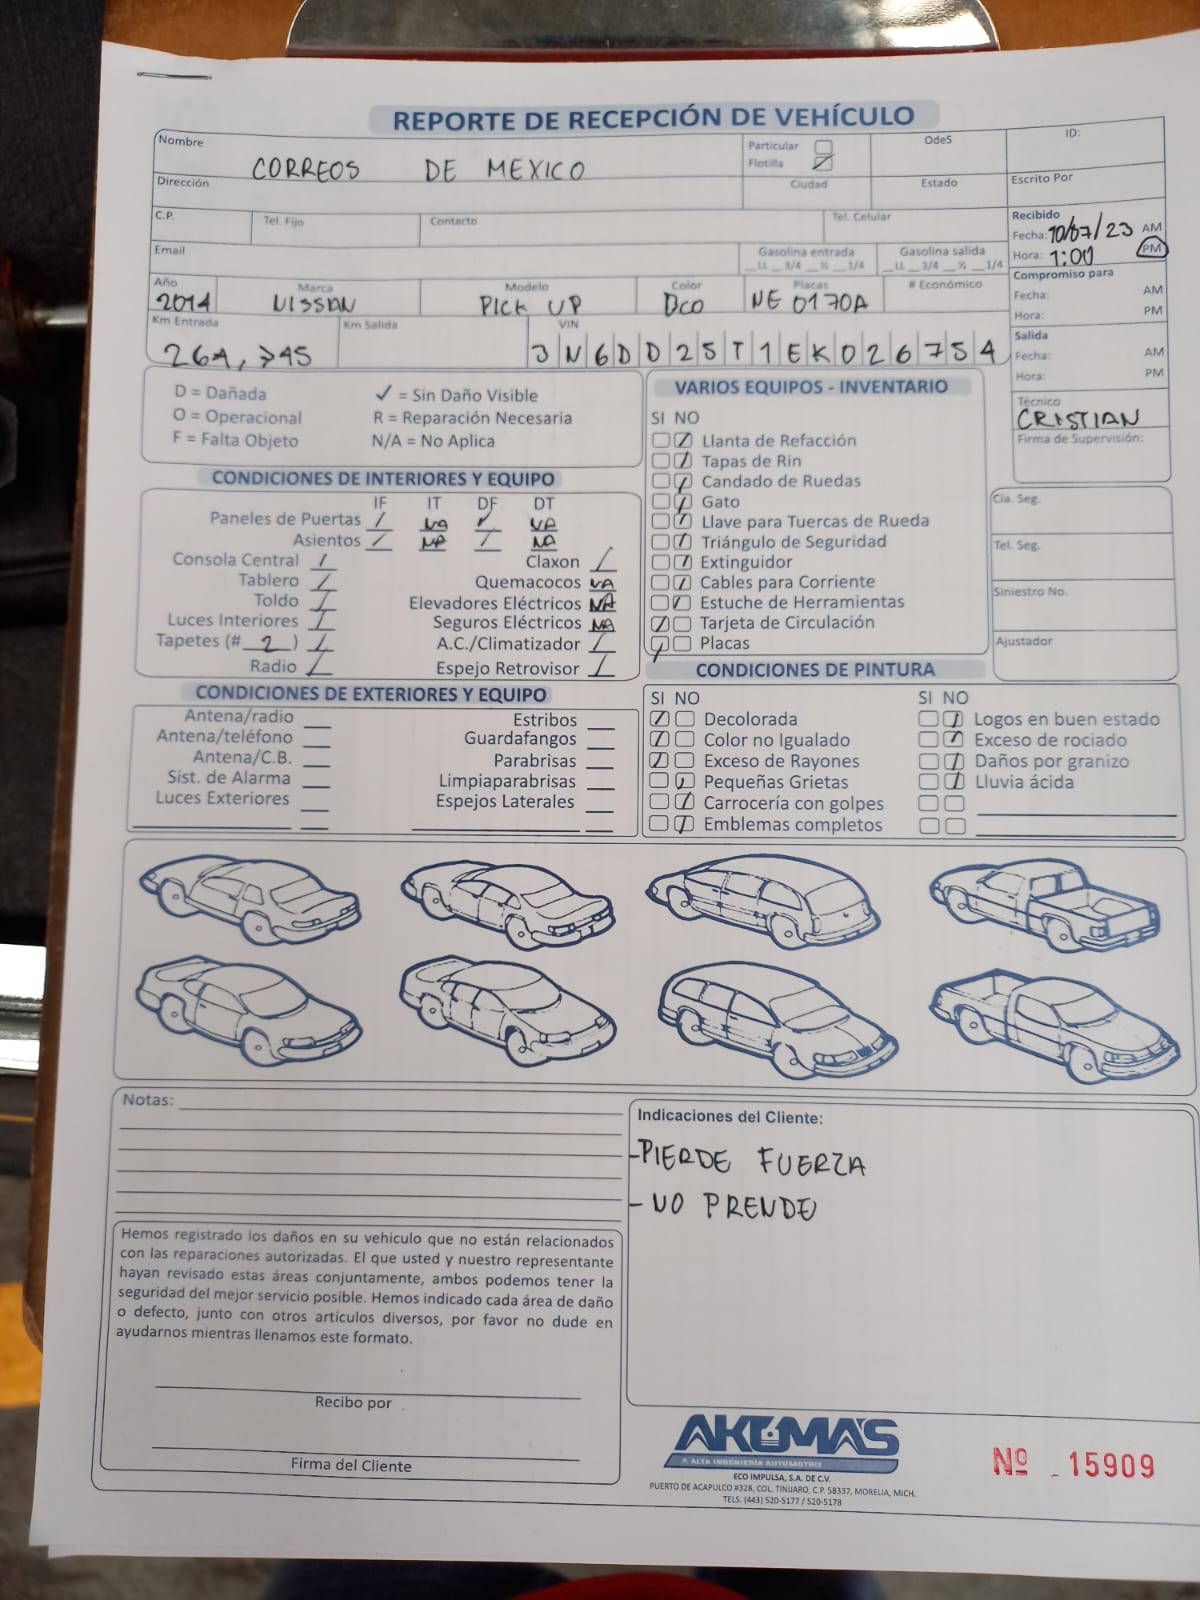 REPORTE DE RECEPCIÓN DE VEHÍCULO
Nombre CORREOS DE MEXICO
Particular
Flotilla
OdeS
ID:
Dirección
Ciudad
Estado
Escrito Por
C.P.
Tel. Fijo
Contacto
Tel. Celular
Recibido
Fecha: 10/07/23 AM
Hora: 1:00 PM
Email
Gasolina entrada
__LL __3/4 __½ __1/4
Gasolina salida
__LL __3/4 __½ __1/4
Compromiso para
Fecha: AM
Hora: PM
Año 2014
Marca NISSAN
Modelo PICK UP
Color Dco
Placas NE 0170A
# Económico
Km Entrada
Km Salida
VIN 3N6DD25T1EK026754
Salida
Fecha: AM
Hora: PM
Técnico
CRISTIAN
Firma de Supervisión:
D = Dañada
O = Operacional
F = Falta Objeto
✓ = Sin Daño Visible
R = Reparación Necesaria
N/A = No Aplica
CONDICIONES DE INTERIORES Y EQUIPO
IF IT DF DT
Paneles de Puertas / NA / NA
Asientos / NA / NA
Consola Central /
Tablero /
Toldo /
Luces Interiores /
Tapetes (# 2 ) /
Radio /
Claxon /
Quemacocos NA
Elevadores Eléctricos NA
Seguros Eléctricos NA
A.C./Climatizador /
Espejo Retrovisor /
VARIOS EQUIPOS - INVENTARIO
SI NO
Llanta de Refacción
Tapas de Rin
Candado de Ruedas
Gato
Llave para Tuercas de Rueda
Triángulo de Seguridad
Extinguidor
Cables para Corriente
Estuche de Herramientas
Tarjeta de Circulación
Placas
Cia. Seg.
Tel. Seg.
Siniestro No.
Ajustador
CONDICIONES DE EXTERIORES Y EQUIPO
Antena/radio
Antena/teléfono
Antena/C.B.
Sist. de Alarma
Luces Exteriores
Estribos
Guardafangos
Parabrisas
Limpiaparabrisas
Espejos Laterales
CONDICIONES DE PINTURA
SI NO
Decolorada
Color no Igualado
Exceso de Rayones
Pequeñas Grietas
Carrocería con golpes
Emblemas completos
SI NO
Logos en buen estado
Exceso de rociado
Daños por granizo
Lluvia ácida
Notas:
Indicaciones del Cliente:
-PIERDE FUERZA
- NO PRENDE
Hemos registrado los daños en su vehiculo que no están relacionados
con las reparaciones autorizadas. El que usted y nuestro representante
hayan revisado estas áreas conjuntamente, ambos podemos tener la
seguridad del mejor servicio posible. Hemos indicado cada área de daño
o defecto, junto con otros artículos diversos, por favor no dude en
ayudarnos mientras llenamos este formato.
Recibo por
Firma del Cliente
AKUMA'S
ALTA INGENIERÍA AUTOMOTRIZ
ECO IMPULSA, S.A. DE C.V.
PUERTO DE ACAPULCO #328, COL. TINIJARO, C.P. 58337, MORELIA, MICH.
TELS. (443) 520-5177 / 520-5178
Nº 15909